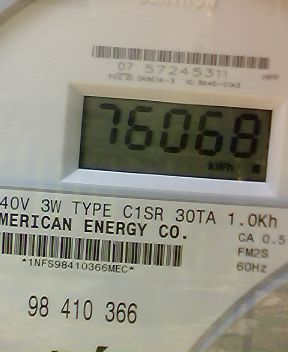 07 57245311 HPP
76068
kWh
40V 3W TYPE C1SR 30TA 1.0Kh
MERICAN ENERGY CO.
CA 0.5
FM2S
60Hz
*1NFS98410366MEC*
98 410 366